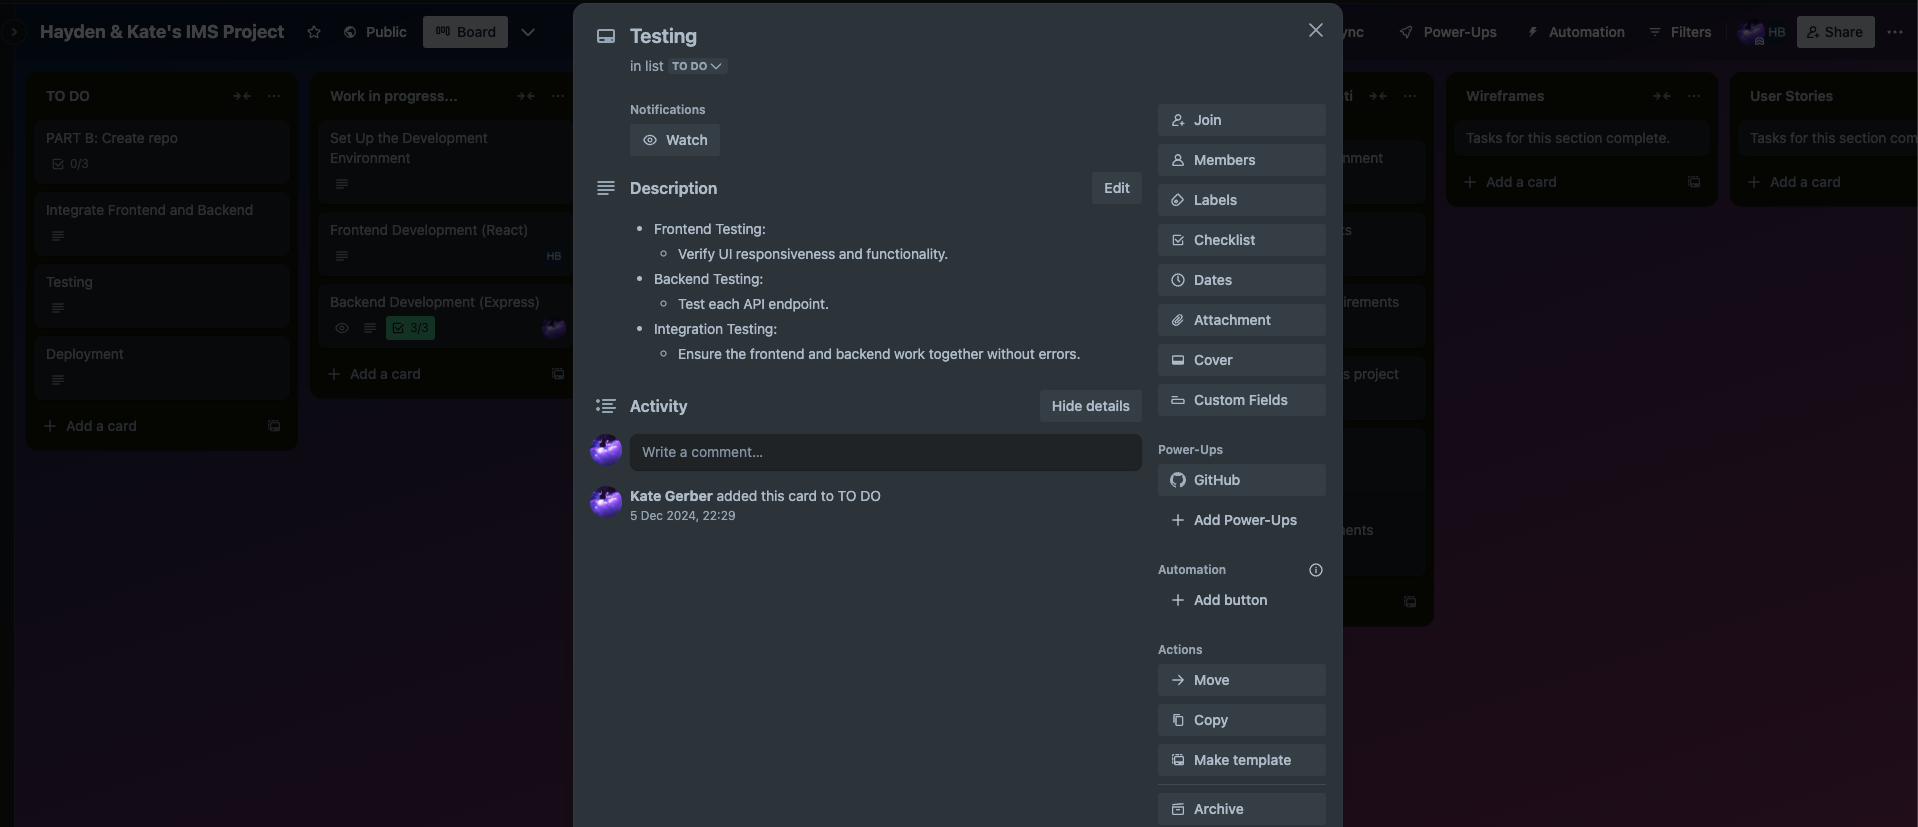 Hayden & Kate's IMS Project
Public
Board
Power-Ups
Automation
Filters
HB
Share
TO DO
PART B: Create repo
0/3
Integrate Frontend and Backend
Testing
Deployment
Add a card
Work in progress...
Set Up the Development
Environment
Frontend Development (React)
HB
Backend Development (Express)
3/3
Add a card
Testing
in list TO DO
Notifications
Watch
Description
Edit
• Frontend Testing:
◦ Verify UI responsiveness and functionality.
• Backend Testing:
◦ Test each API endpoint.
• Integration Testing:
◦ Ensure the frontend and backend work together without errors.
Activity
Hide details
Write a comment...
Kate Gerber added this card to TO DO
5 Dec 2024, 22:29
Join
Members
Labels
Checklist
Dates
Attachment
Cover
Custom Fields
Power-Ups
GitHub
Add Power-Ups
Automation
Add button
Actions
Move
Copy
Make template
Archive
project
Wireframes
Tasks for this section complete.
Add a card
User Stories
Tasks for this section com
Add a card